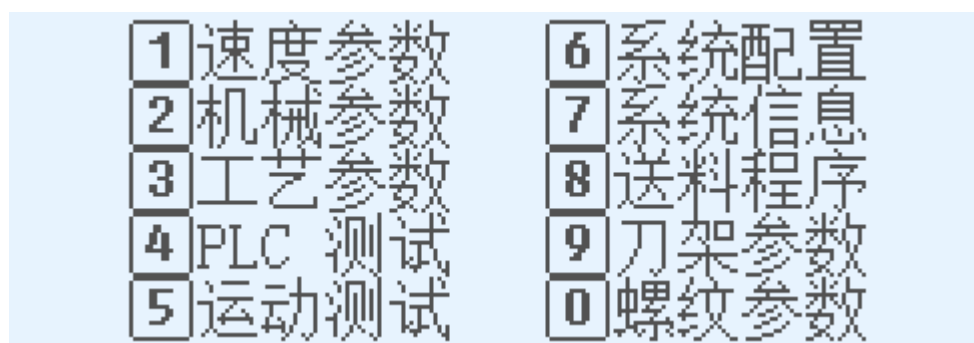 1速度参数 6系统配置
2机械参数 7系统信息
3工艺参数 8送料程序
4PLC 测试 9刀架参数
5运动测试 0螺纹参数